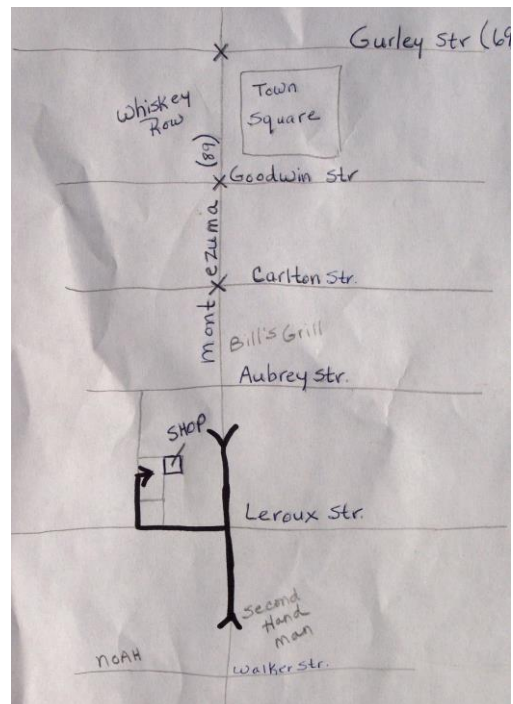 Gurley Str (69
Town
Square
Whiskey
Row
(89)
Goodwin Str
Montezuma
Carlton Str.
Bill's Grill
Aubrey Str.
SHOP
Leroux Str.
Second
Hand
man
NOAH
Walker Str.